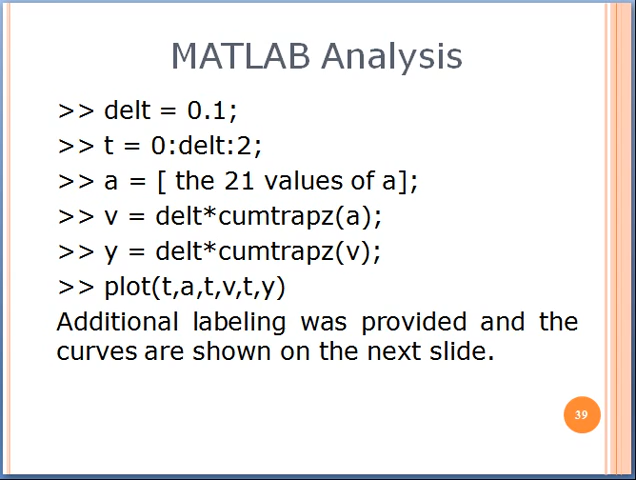 MATLAB Analysis
>> delt = 0.1;
>> t = 0:delt:2;
>> a = [ the 21 values of a];
>> v = delt*cumtrapz(a);
>> y = delt*cumtrapz(v);
>> plot(t,a,t,v,t,y)
Additional labeling was provided and the
curves are shown on the next slide.
39